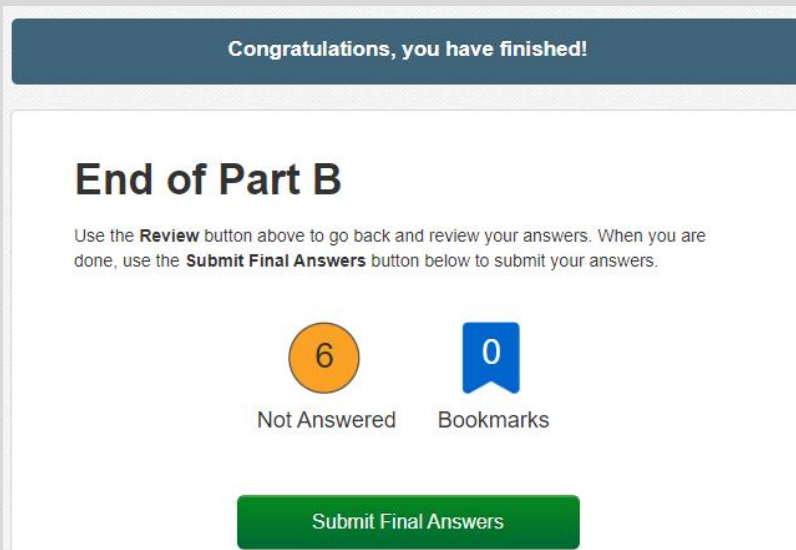 Congratulations, you have finished!
End of Part B
Use the Review button above to go back and review your answers. When you are
done, use the Submit Final Answers button below to submit your answers.
6 0
Not Answered Bookmarks
Submit Final Answers